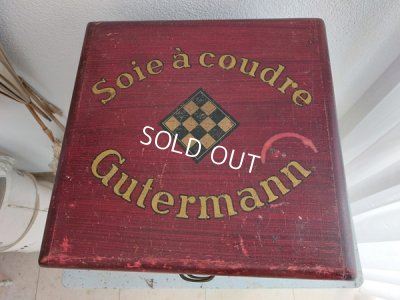 Soie à coudre
SOLD OUT
Gutermann